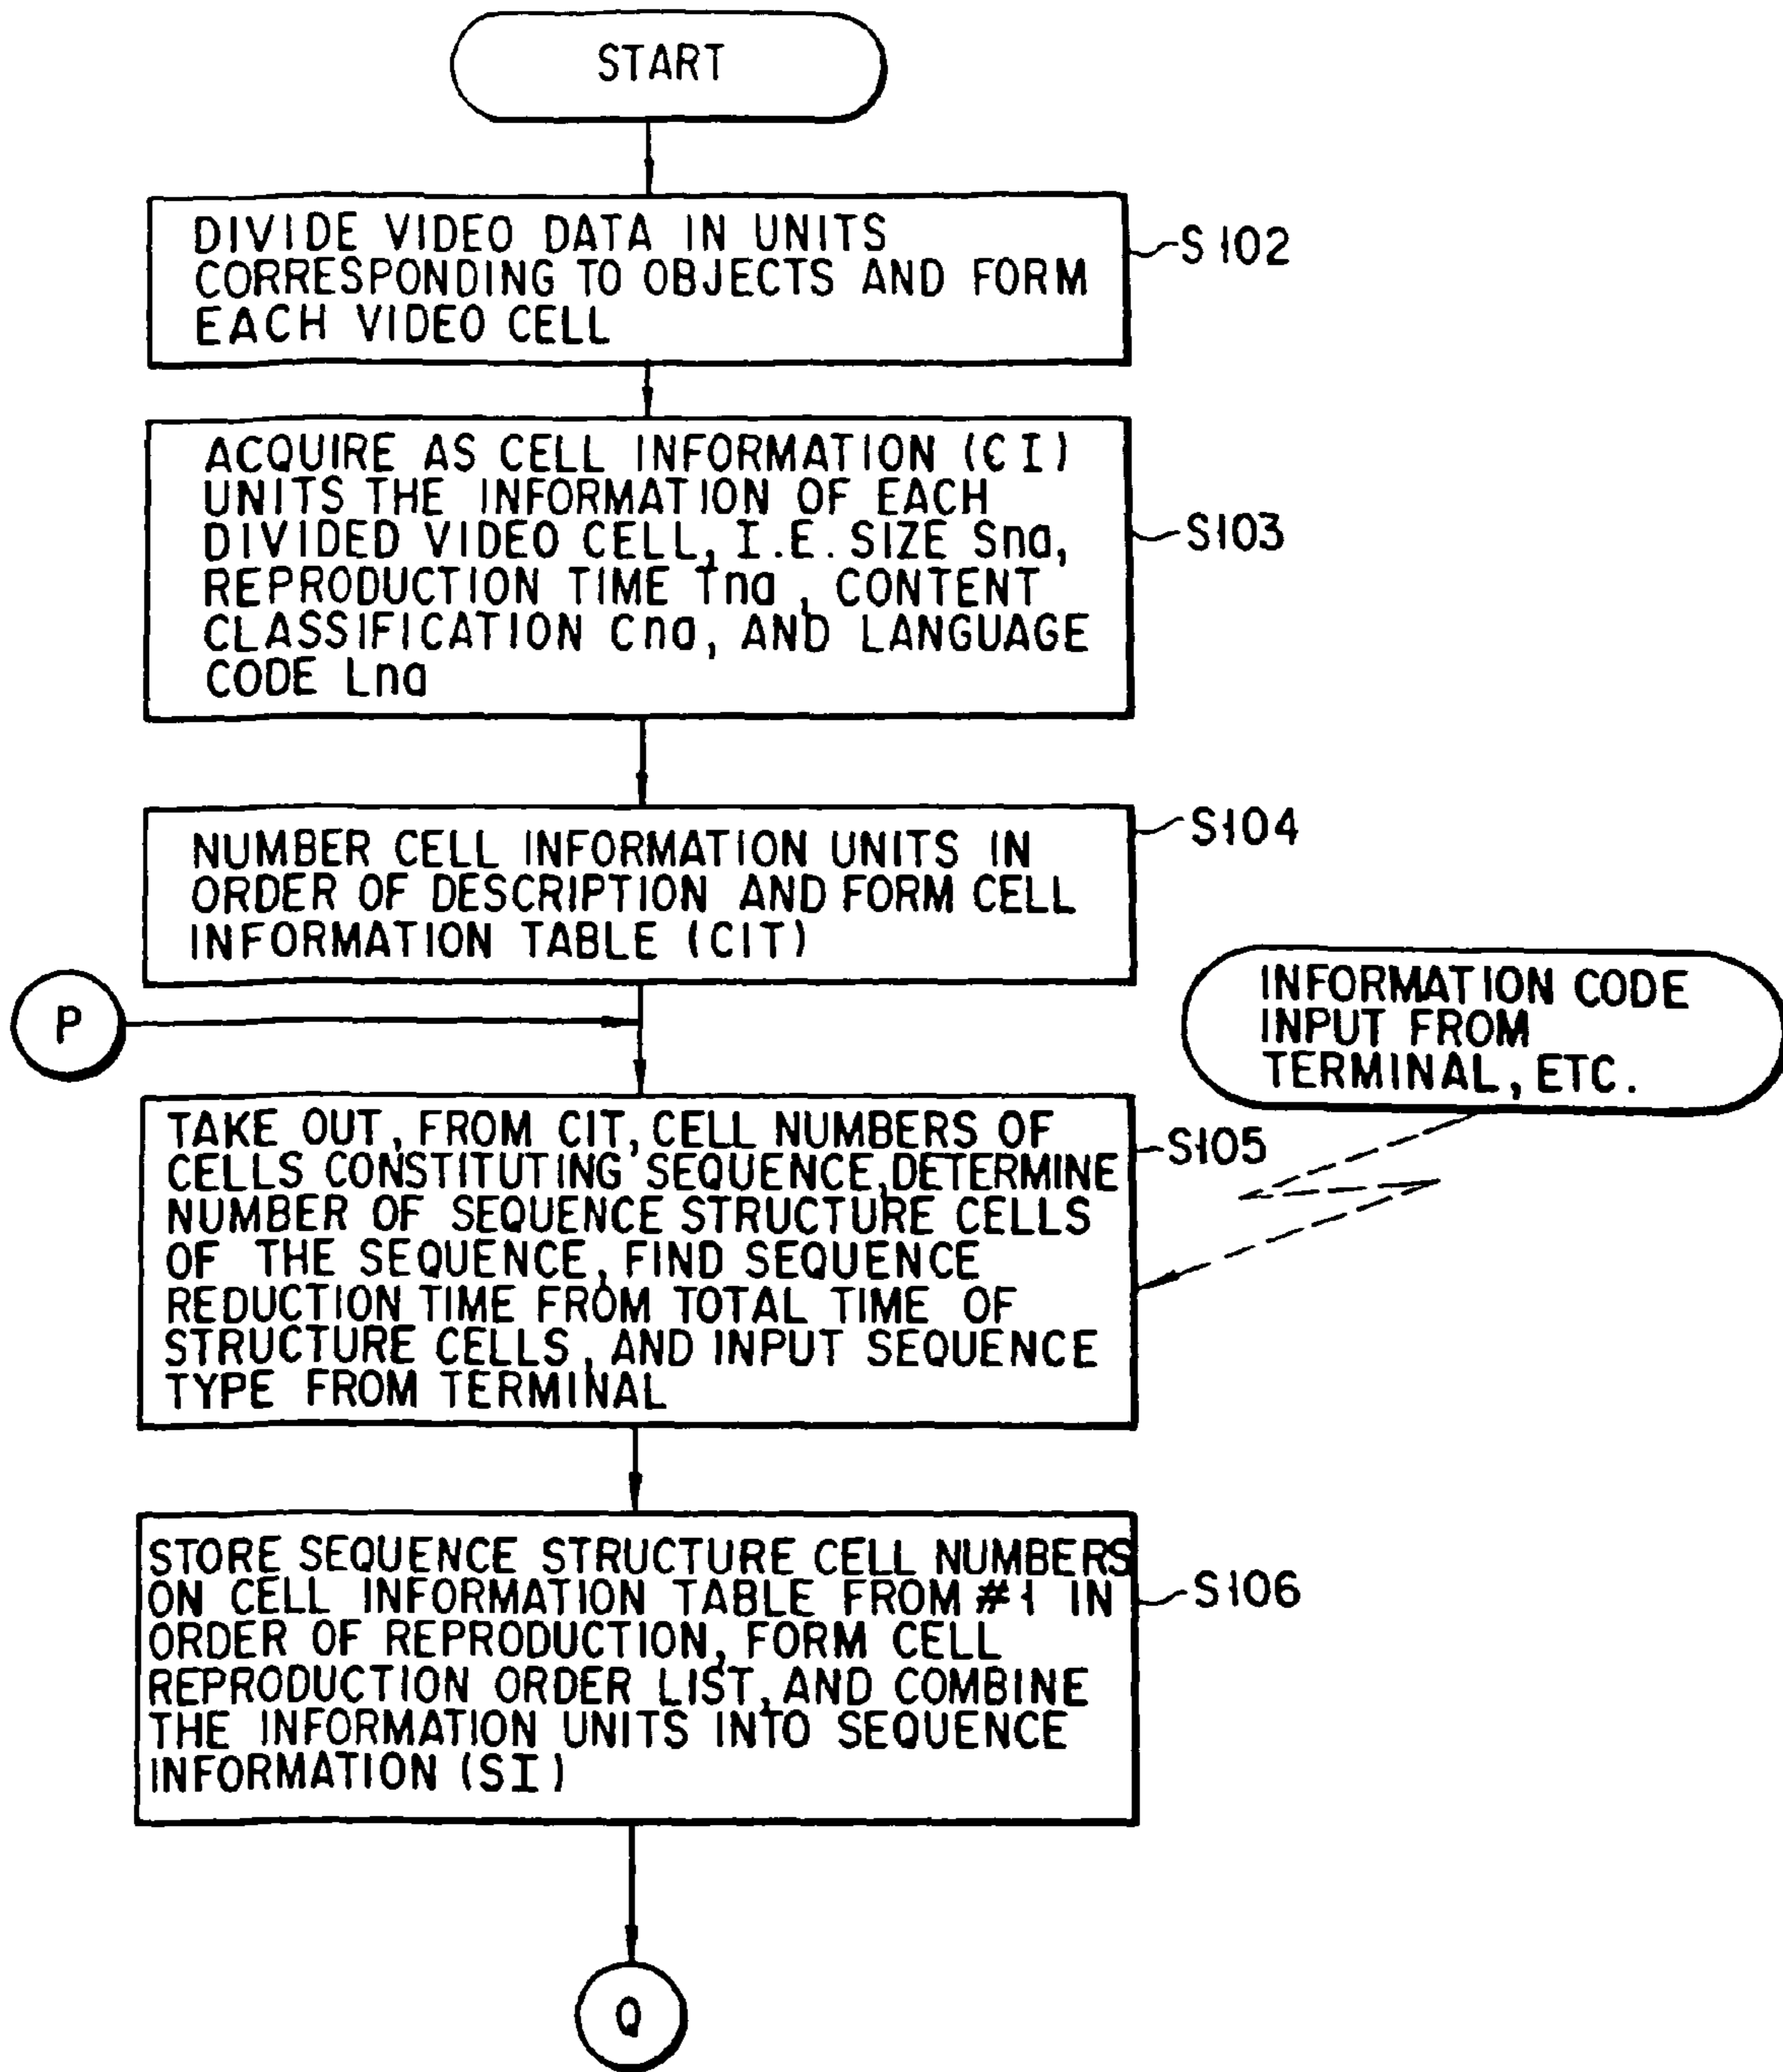 START
DIVIDE VIDEO DATA IN UNITS
CORRESPONDING TO OBJECTS AND FORM
EACH VIDEO CELL
S102
ACQUIRE AS CELL INFORMATION (CI)
UNITS THE INFORMATION OF EACH
DIVIDED VIDEO CELL, I.E. SIZE Sna,
REPRODUCTION TIME Tna, CONTENT
CLASSIFICATION Cna, AND LANGUAGE
CODE Lna
S103
NUMBER CELL INFORMATION UNITS IN
ORDER OF DESCRIPTION AND FORM CELL
INFORMATION TABLE (CIT)
S104
P
INFORMATION CODE
INPUT FROM
TERMINAL, ETC.
TAKE OUT, FROM CIT, CELL NUMBERS OF
CELLS CONSTITUTING SEQUENCE, DETERMINE
NUMBER OF SEQUENCE STRUCTURE CELLS
OF THE SEQUENCE, FIND SEQUENCE
REDUCTION TIME FROM TOTAL TIME OF
STRUCTURE CELLS, AND INPUT SEQUENCE
TYPE FROM TERMINAL
S105
STORE SEQUENCE STRUCTURE CELL NUMBERS
ON CELL INFORMATION TABLE FROM #1 IN
ORDER OF REPRODUCTION, FORM CELL
REPRODUCTION ORDER LIST, AND COMBINE
THE INFORMATION UNITS INTO SEQUENCE
INFORMATION (SI)
S106
Q